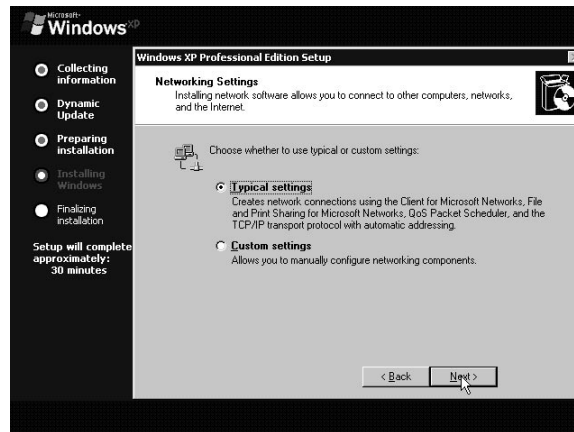 Microsoft
Windows xp
Collecting
information
Dynamic
Update
Preparing
installation
Installing
Windows
Finalizing
installation
Setup will complete
approximately:
30 minutes
Windows XP Professional Edition Setup
Networking Settings
Installing network software allows you to connect to other computers, networks,
and the Internet.
Choose whether to use typical or custom settings:
Typical settings
Creates network connections using the Client for Microsoft Networks, File
and Print Sharing for Microsoft Networks, QoS Packet Scheduler, and the
TCP/IP transport protocol with automatic addressing.
Custom settings
Allows you to manually configure networking components.
< Back
Next >